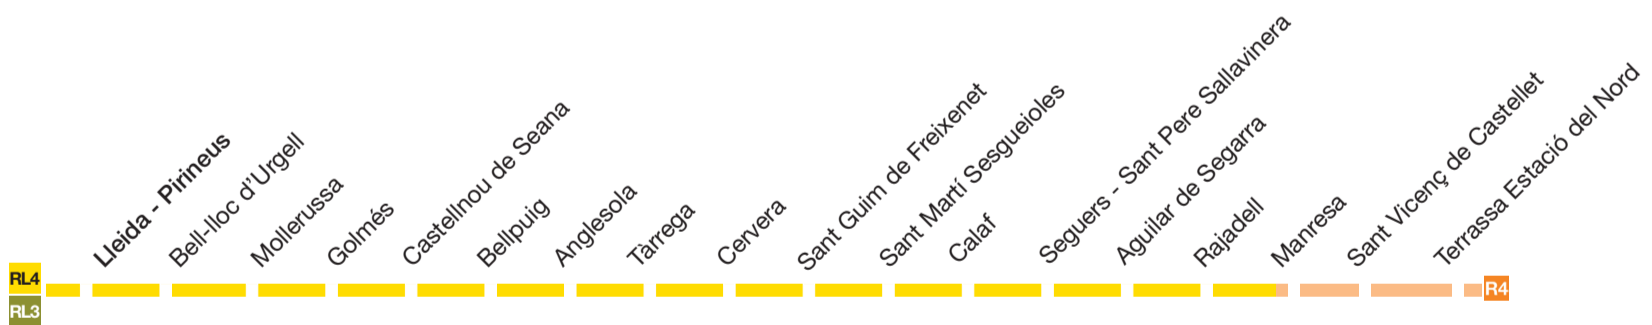 Lleida - Pirineus
Bell-lloc d’Urgell
Mollerussa
Golmés
Castellnou de Seana
Bellpuig
Anglesola
Tàrrega
Cervera
Sant Guim de Freixenet
Sant Martí Sesgueioles
Calaf
Seguers - Sant Pere Sallavinera
Aguilar de Segarra
Rajadell
Manresa
Sant Vicenç de Castellet
Terrassa Estació del Nord
RL4
RL3
R4